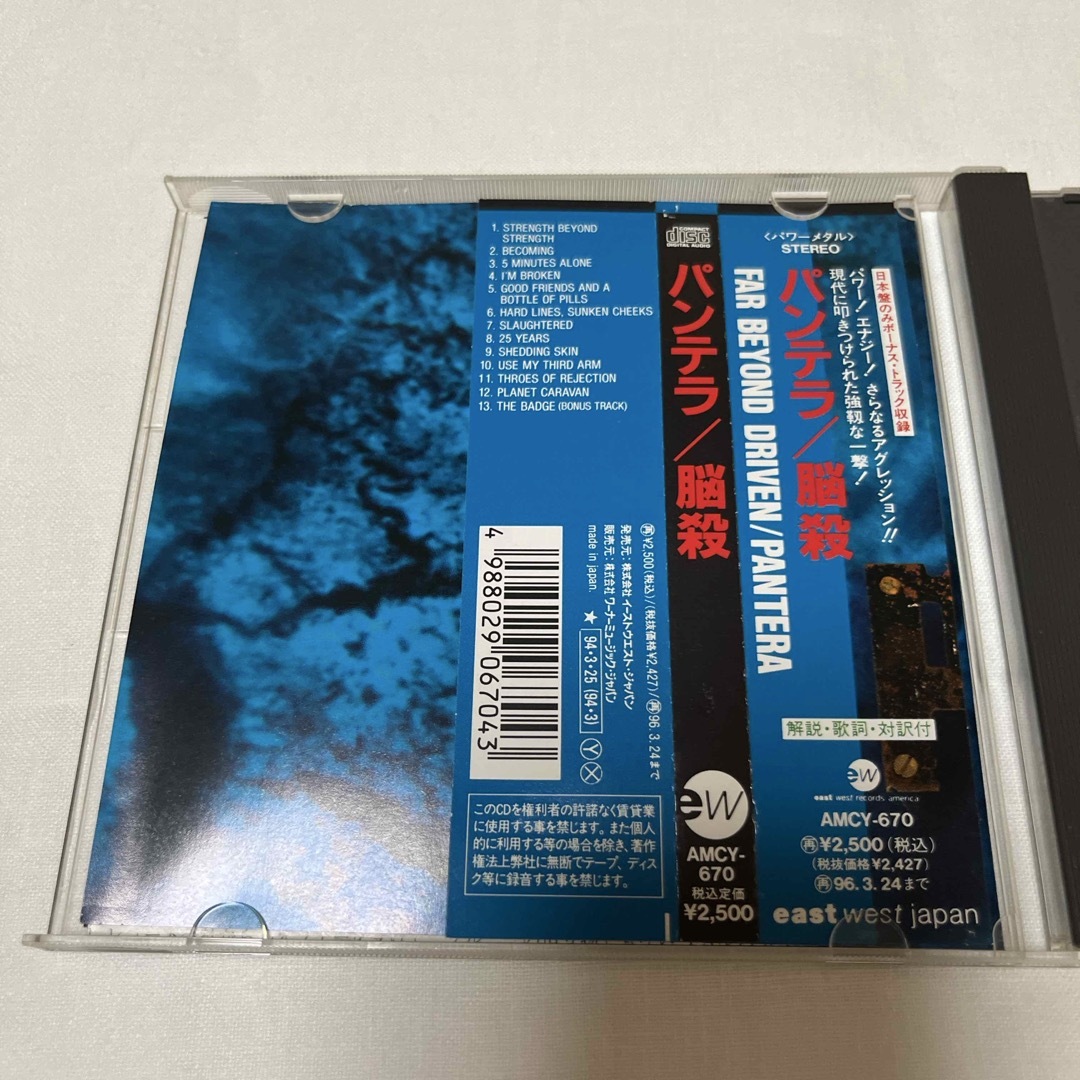 1. STRENGTH BEYOND
STRENGTH
2. BECOMING
3. 5 MINUTES ALONE
4. I'M BROKEN
5. GOOD FRIENDS AND A
BOTTLE OF PILLS
6. HARD LINES, SUNKEN CHEEKS
7. SLAUGHTERED
8. 25 YEARS
9. SHEDDING SKIN
10. USE MY THIRD ARM
11. THROES OF REJECTION
12. PLANET CARAVAN
13. THE BADGE (BONUS TRACK)
㊞¥2,500(税込)/(税抜価格¥2,427)/㊞96.3.24まで
発売元:株式会社 イーストウエスト・ジャパン
販売元:株式会社 ワーナーミュージック・ジャパン
made in japan.
★ 94・3・25 (94・3) Y X
4 988029 067043
このCDを権利者の許諾なく賃貸業
に使用する事を禁じます。また個人
的に利用する等の場合を除き、著作
権法上弊社に無断でテープ、ディス
ク等に録音する事を禁じます。
COMPACT
disc
DIGITAL AUDIO
パンテラ/脳殺
ew
AMCY-
670
税込定価
¥2,500
〈パワーメタル〉
STEREO
日本盤のみボーナス・トラック収録
パワー! エナジー! さらなるアグレッション!!
現代に叩きつけられた強靱な一撃!
パンテラ/脳殺
FAR BEYOND DRIVEN/PANTERA
解説・歌詞・対訳付
ew
east west records america
AMCY-670
再¥2,500(税込)
(税抜価格¥2,427)
再96.3.24まで
east west japan